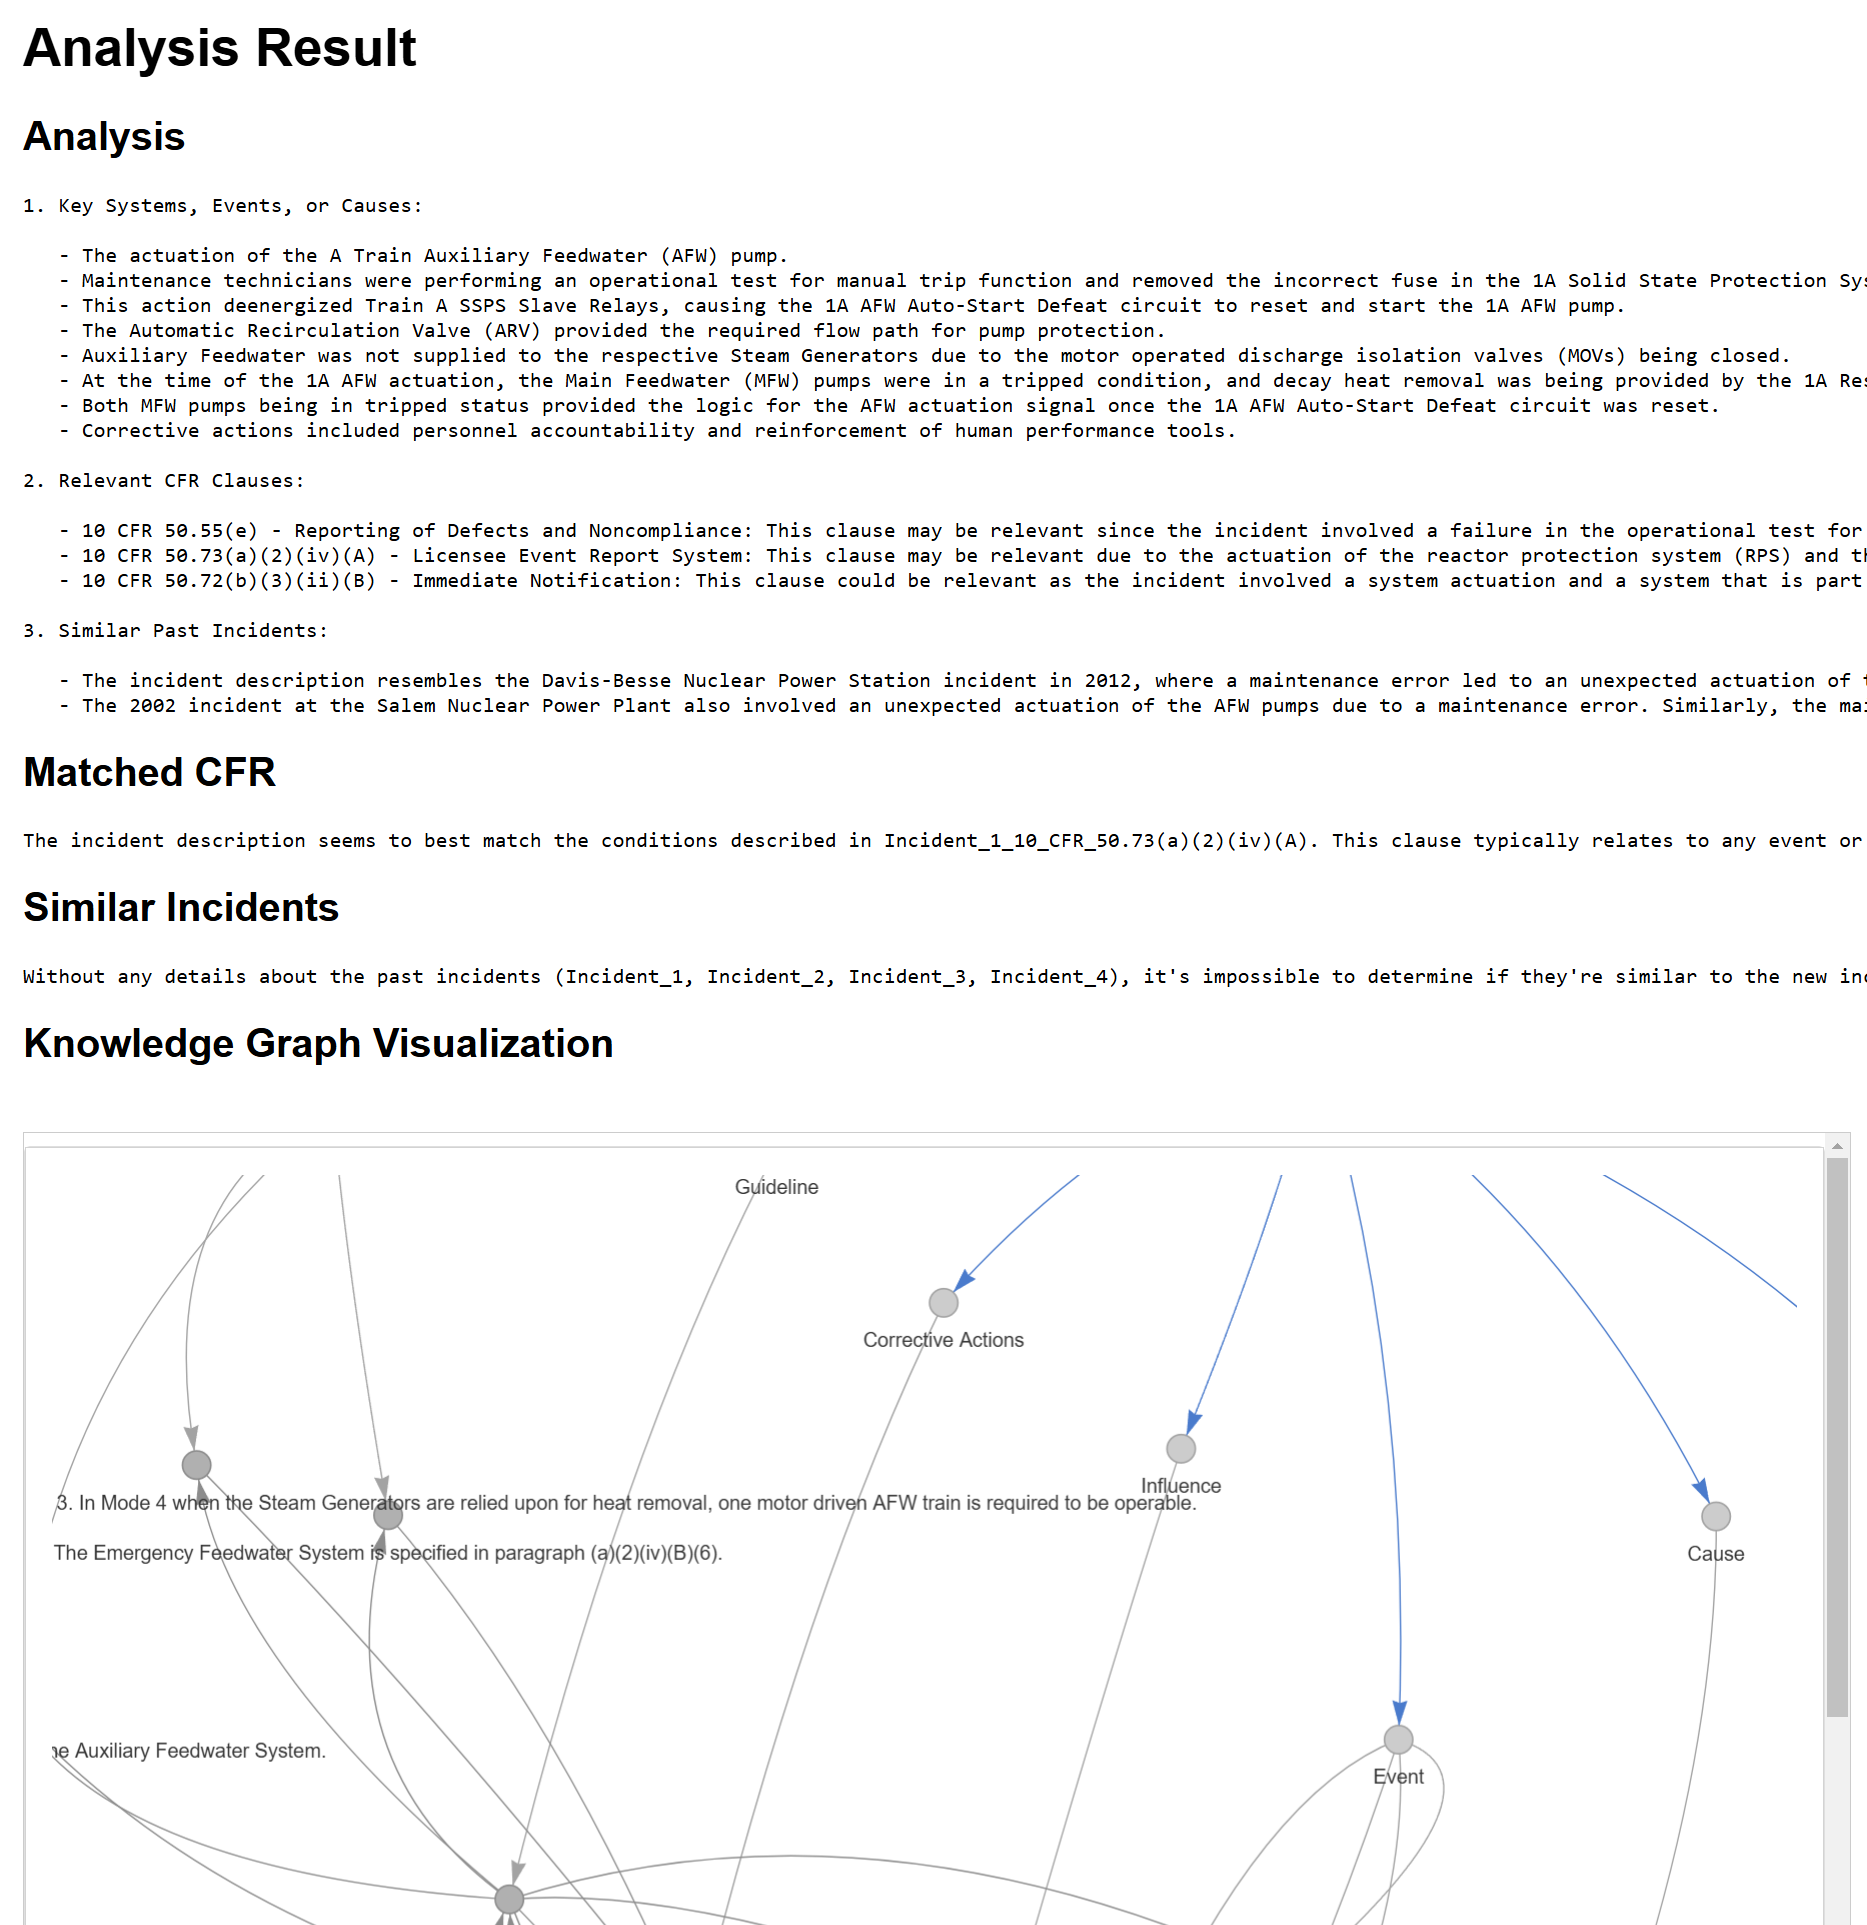 Analysis Result
Analysis
1. Key Systems, Events, or Causes:
- The actuation of the A Train Auxiliary Feedwater (AFW) pump.
- Maintenance technicians were performing an operational test for manual trip function and removed the incorrect fuse in the 1A Solid State Protection
- This action deenergized Train A SSPS Slave Relays, causing the 1A AFW Auto-Start Defeat circuit to reset and start the 1A AFW pump.
- The Automatic Recirculation Valve (ARV) provided the required flow path for pump protection.
- Auxiliary Feedwater was not supplied to the respective Steam Generators due to the motor operated discharge isolation valves (MOVs) being closed.
- At the time of the 1A AFW actuation, the Main Feedwater (MFW) pumps were in a tripped condition, and decay heat removal was being provided by the 1A
- Both MFW pumps being in tripped status provided the logic for the AFW actuation signal once the 1A AFW Auto-Start Defeat circuit was reset.
- Corrective actions included personnel accountability and reinforcement of human performance tools.
2. Relevant CFR Clauses:
- 10 CFR 50.55(e) - Reporting of Defects and Noncompliance: This clause may be relevant since the incident involved a failure in the operational test for
- 10 CFR 50.73(a)(2)(iv)(A) - Licensee Event Report System: This clause may be relevant due to the actuation of the reactor protection system (RPS) and
- 10 CFR 50.72(b)(3)(ii)(B) - Immediate Notification: This clause could be relevant as the incident involved a system actuation and a system that is part
3. Similar Past Incidents:
- The incident description resembles the Davis-Besse Nuclear Power Station incident in 2012, where a maintenance error led to an unexpected actuation of
- The 2002 incident at the Salem Nuclear Power Plant also involved an unexpected actuation of the AFW pumps due to a maintenance error. Similarly, the
Matched CFR
The incident description seems to best match the conditions described in Incident_1_10_CFR_50.73(a)(2)(iv)(A). This clause typically relates to any event or
Similar Incidents
Without any details about the past incidents (Incident_1, Incident_2, Incident_3, Incident_4), it's impossible to determine if they're similar to the new
Knowledge Graph Visualization
Guideline
Corrective Actions
Influence
3. In Mode 4 when the Steam Generators are relied upon for heat removal, one motor driven AFW train is required to be operable.
The Emergency Feedwater System is specified in paragraph (a)(2)(iv)(B)(6).
Cause
Auxiliary Feedwater System.
Event